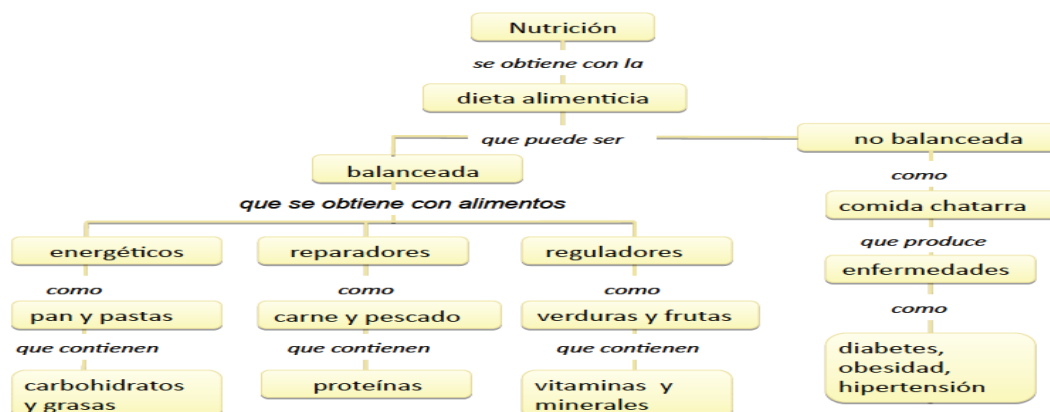 Nutrición
se obtiene con la
dieta alimenticia
que puede ser
no balanceada
balanceada
como
que se obtiene con alimentos
comida chatarra
energéticos
reparadores
reguladores
que produce
enfermedades
como
como
como
como
pan y pastas
carne y pescado
verduras y frutas
que contienen
que contienen
que contienen
diabetes,
obesidad,
hipertensión
carbohidratos
y grasas
proteínas
vitaminas y
minerales